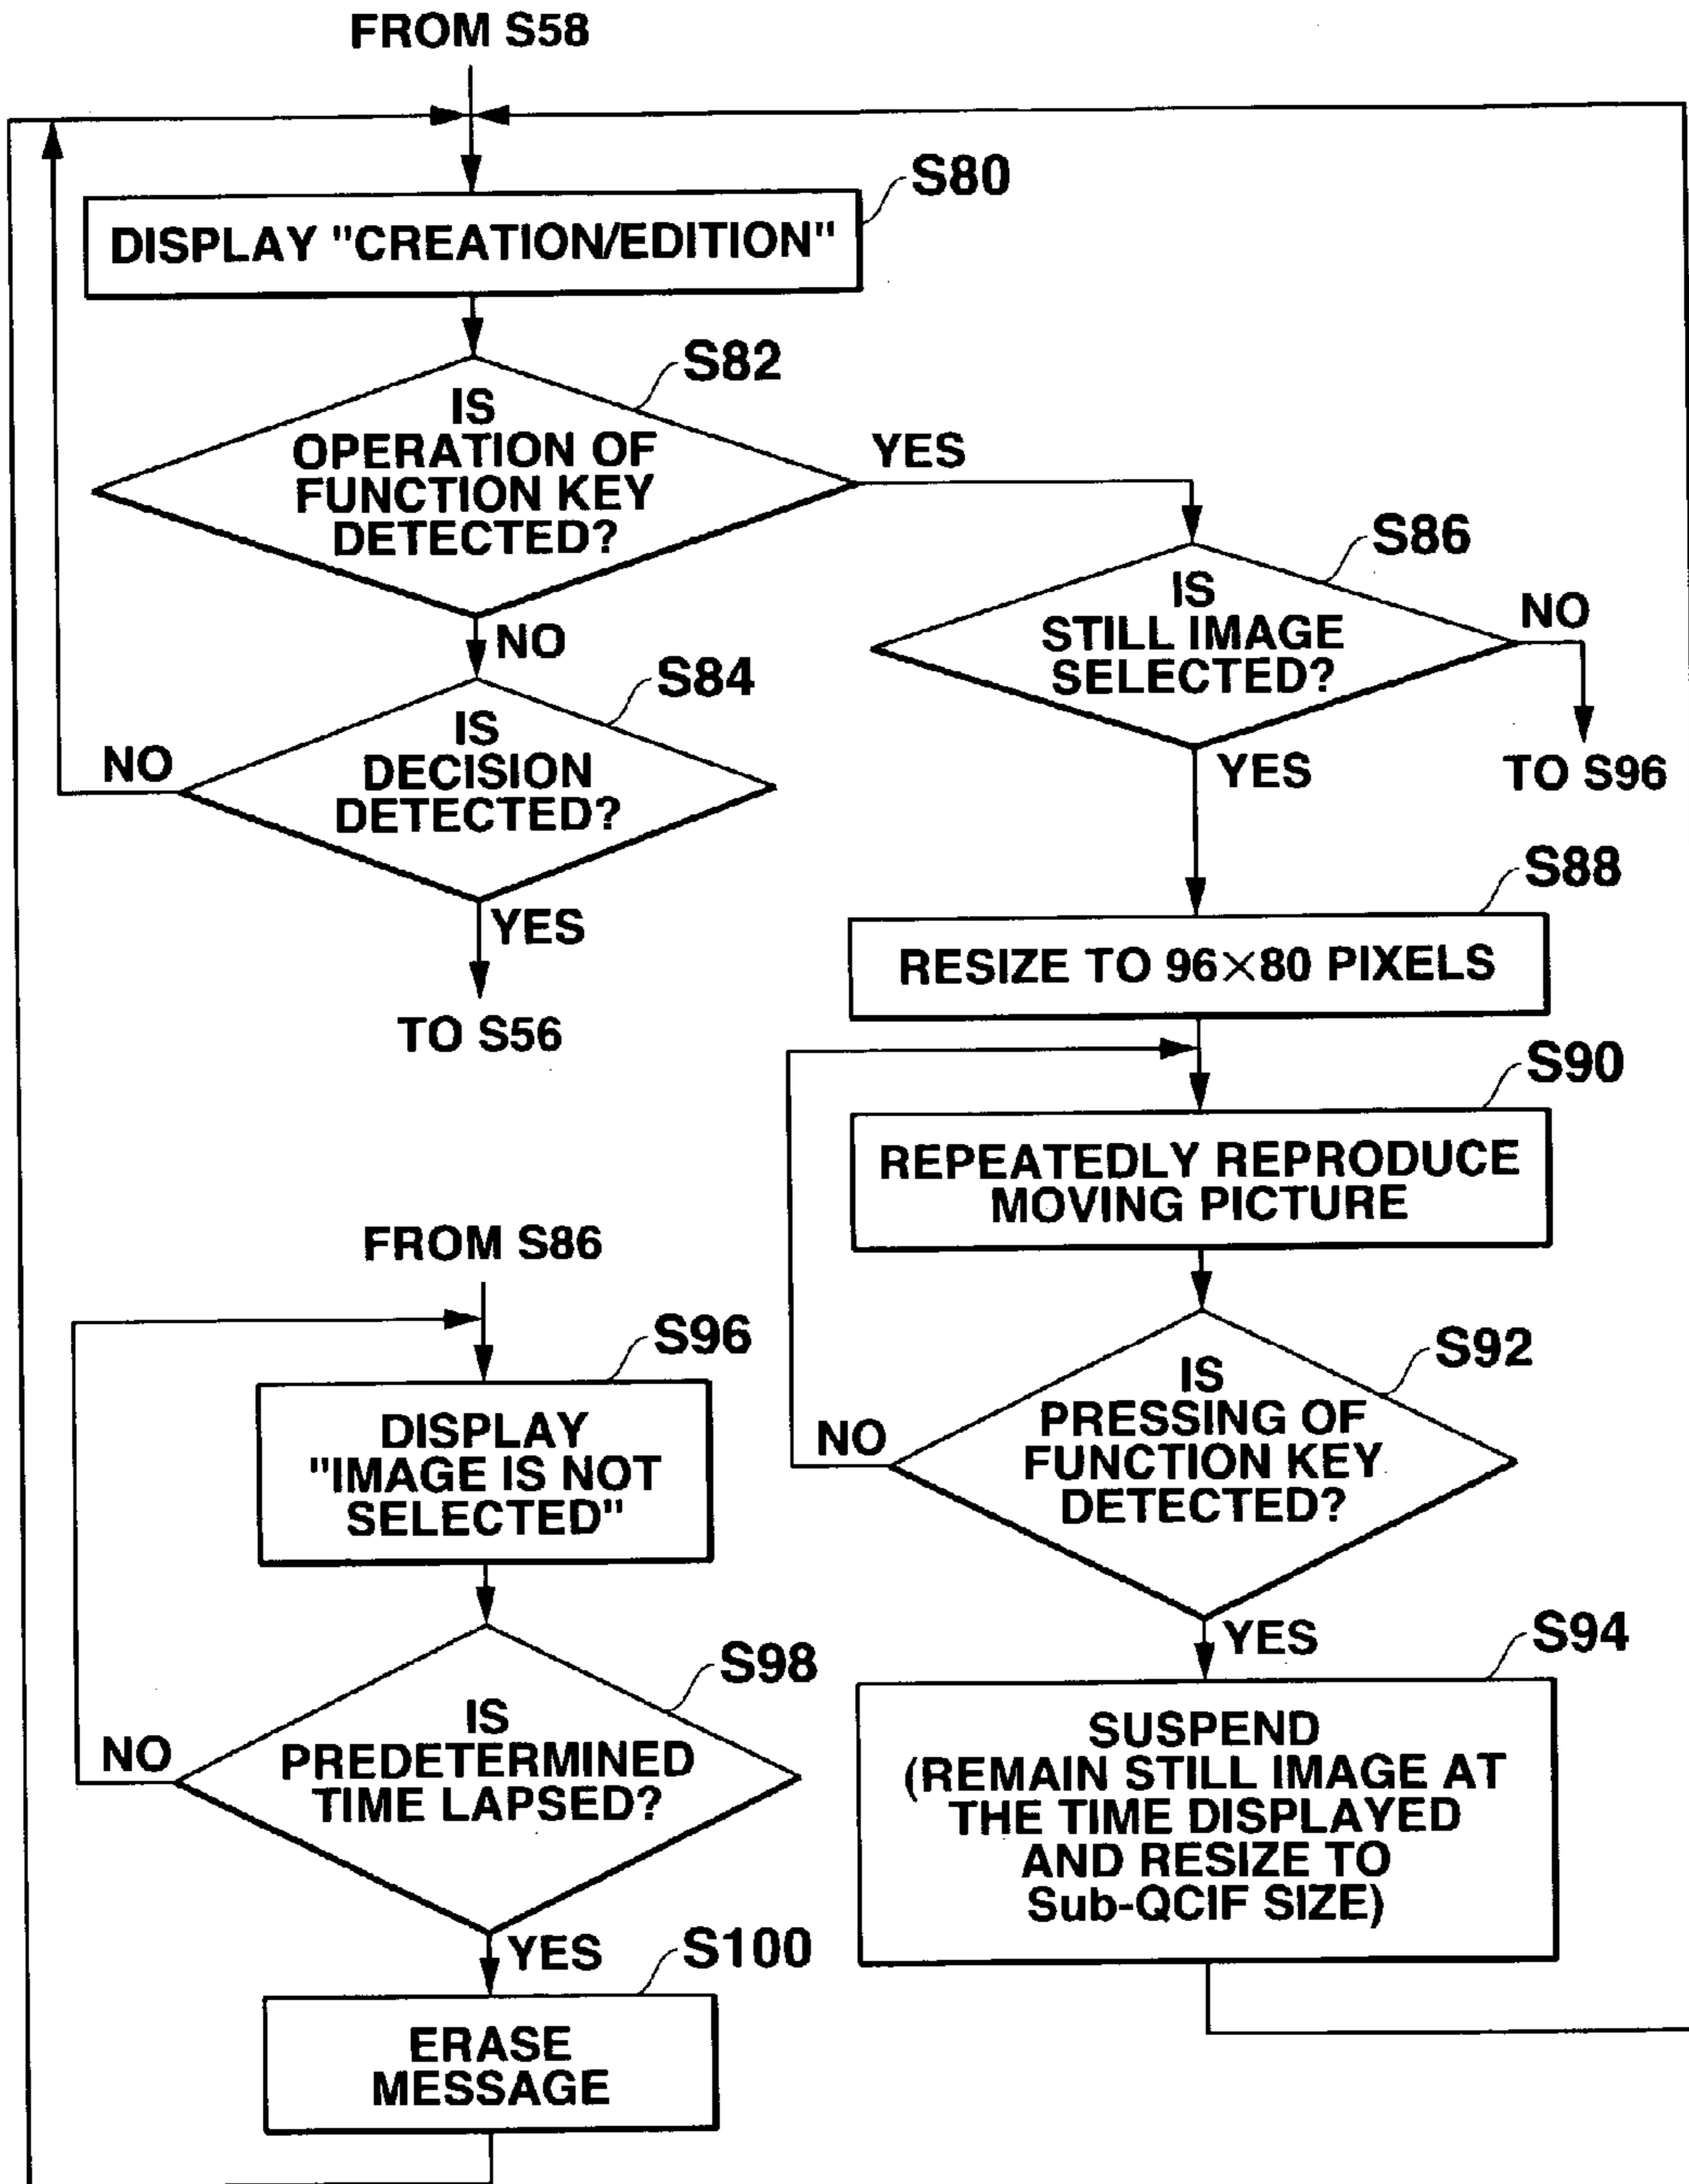 FROM S58
S80
DISPLAY "CREATION/EDITION"
S82
IS
OPERATION OF
FUNCTION KEY
DETECTED?
YES
NO
S84
IS
DECISION
DETECTED?
NO
YES
TO S56
S86
IS
STILL IMAGE
SELECTED?
NO
TO S96
YES
S88
RESIZE TO 96×80 PIXELS
S90
REPEATEDLY REPRODUCE
MOVING PICTURE
S92
IS
PRESSING OF
FUNCTION KEY
DETECTED?
NO
YES
S94
SUSPEND
(REMAIN STILL IMAGE AT
THE TIME DISPLAYED
AND RESIZE TO
Sub-QCIF SIZE)
FROM S86
S96
DISPLAY
"IMAGE IS NOT
SELECTED"
S98
IS
PREDETERMINED
TIME LAPSED?
NO
YES
S100
ERASE
MESSAGE